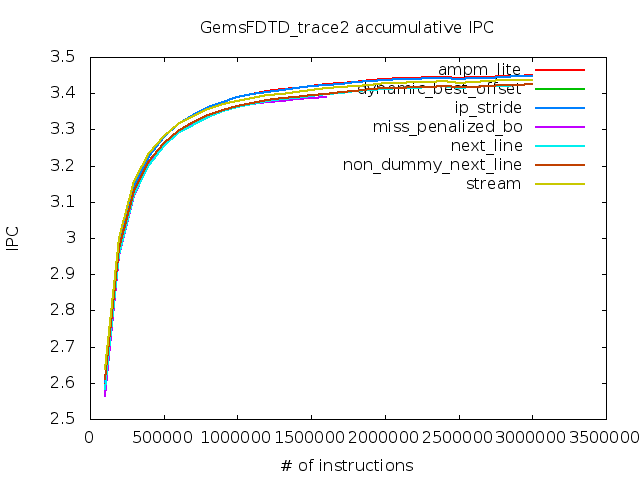 GemsFDTD_trace2 accumulative IPC
3.5
3.4
3.3
3.2
3.1
3
2.9
2.8
2.7
2.6
2.5
IPC
ampm_lite
dynamic_best_offset
ip_stride
miss_penalized_bo
next_line
non_dummy_next_line
stream
0 500000 1000000 1500000 2000000 2500000 3000000 3500000
# of instructions